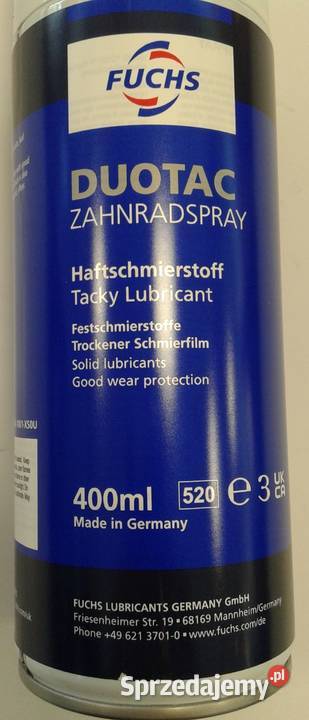 FUCHS
DUOTAC
ZAHNRADSPRAY
Haftschmierstoff
Tacky Lubricant
Festschmierstoffe
Trockener Schmierfilm
Solid lubricants
Good wear protection
400ml 520 e 3 UK CA
Made in Germany
FUCHS LUBRICANTS GERMANY GmbH
Friesenheimer Str. 19 • 68169 Mannheim/Germany
Phone +49 621 3701-0 • www.fuchs.com/de
Sprzedajemy.pl